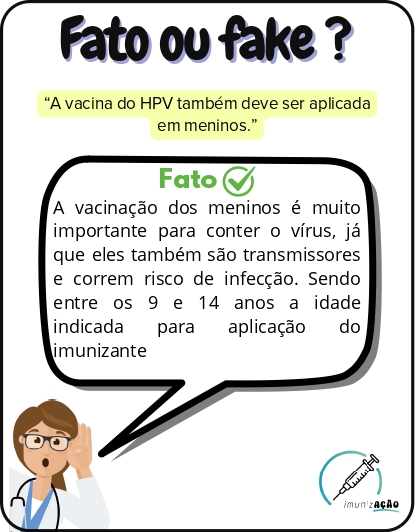 Fato ou fake ?
“A vacina do HPV também deve ser aplicada
em meninos.”
Fato
A vacinação dos meninos é muito
importante para conter o vírus, já
que eles também são transmissores
e correm risco de infecção. Sendo
entre os 9 e 14 anos a idade
indicada para aplicação do
imunizante
imunizAÇÃO